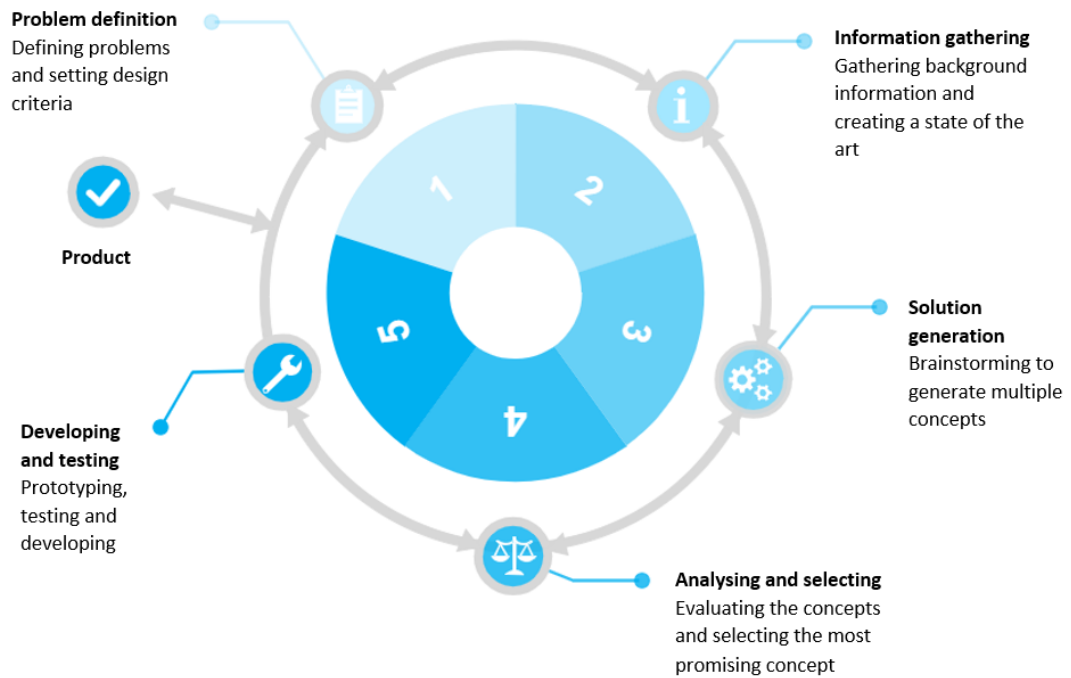 Problem definition
Defining problems
and setting design
criteria
Information gathering
Gathering background
information and
creating a state of the
art
Product
1
2
3
4
5
Solution
generation
Brainstorming to
generate multiple
concepts
Developing
and testing
Prototyping,
testing and
developing
Analysing and selecting
Evaluating the concepts
and selecting the most
promising concept